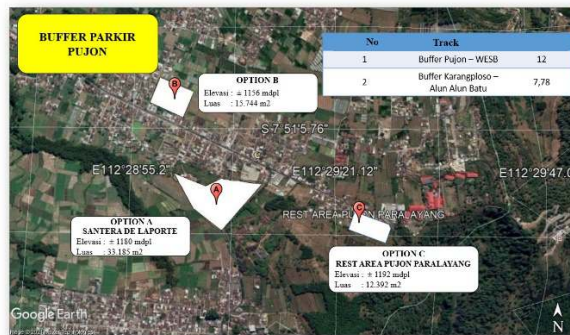 BUFFER PARKIR
PUJON
No Track
1 Buffer Pujon – WESB 12
2 Buffer Karangploso – Alun Alun Batu 7,78
B
OPTION B
Elevasi : ± 1156 mdpl
Luas : 15.744 m2
S 7°51'5.76"
E112°28'55.2"
E112°29'21.12"
E112°29'47.0
A
C
REST AREA PUJON PARALAYANG
OPTION A
SANTERA DE LAPORTE
Elevasi : ± 1180 mdpl
Luas : 33.185 m2
OPTION C
REST AREA PUJON PARALAYANG
Elevasi : ± 1192 mdpl
Luas : 12.392 m2
Google Earth
N